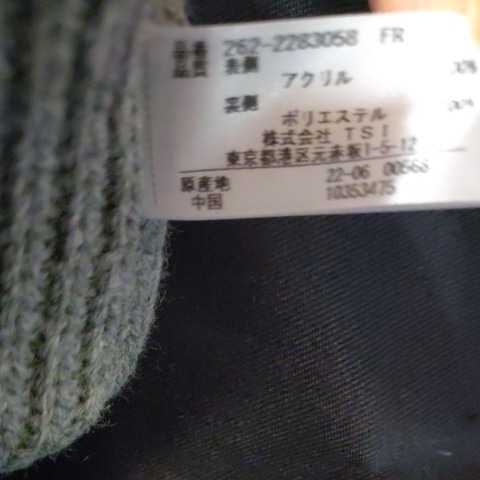 品番 262-2283058 FR
品質 表側
アクリル
裏側
ポリエステル
株式会社 TSI
東京都港区元赤坂1-5-12
22-06 00566
原産地 10353475
中国